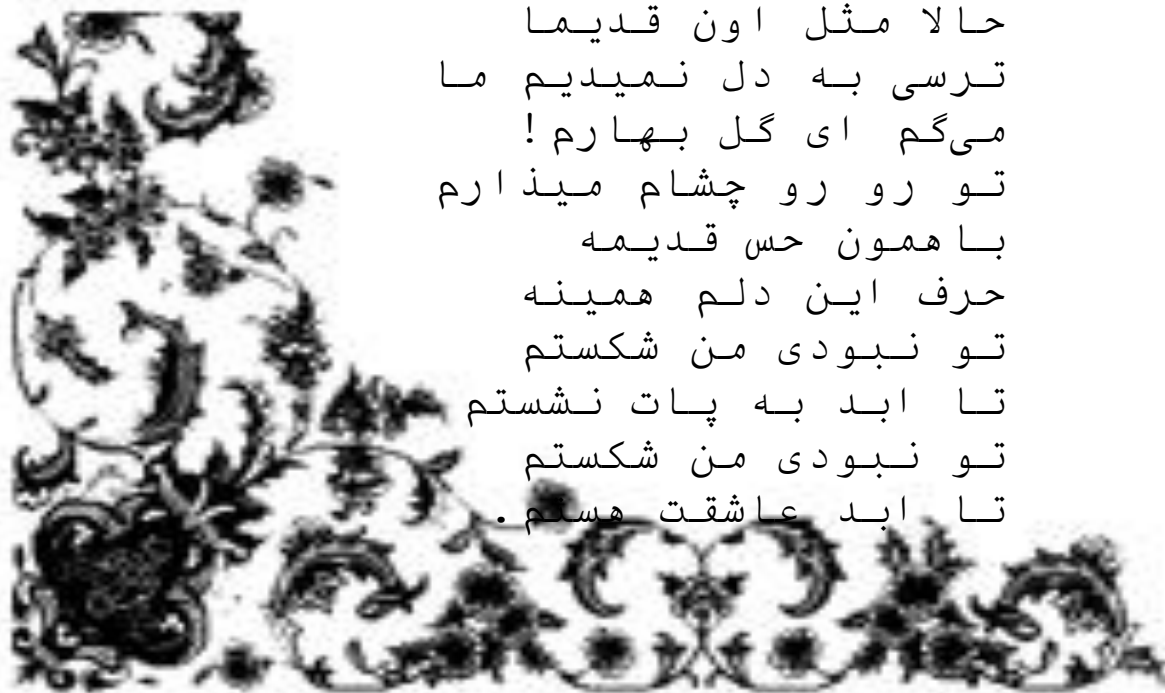 حالا مثل اون قدیما
ترسی به دل نمیدیم ما
می‌گم ای گل بهارم!
تو رو رو چشام میذارم
باهمون حس قدیمه
حرف این دلم همینه
تو نبودی من شکستم
تا ابد به پات نشستم
تو نبودی من شکستم
تا ابد عاشقت هستم.